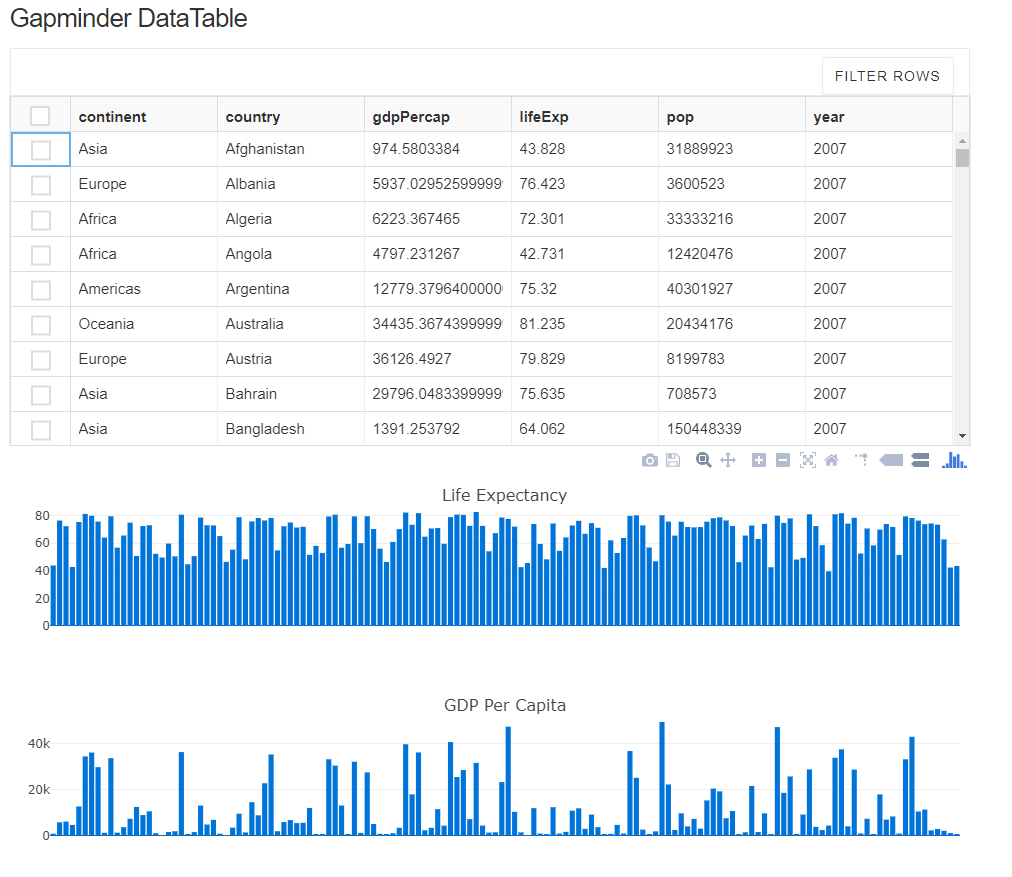 Gapminder DataTable
FILTER ROWS
continent country gdpPercap lifeExp pop year
Asia Afghanistan 974.5803384 43.828 31889923 2007
Europe Albania 5937.02952599999 76.423 3600523 2007
Africa Algeria 6223.367465 72.301 33333216 2007
Africa Angola 4797.231267 42.731 12420476 2007
Americas Argentina 12779.3796400000 75.32 40301927 2007
Oceania Australia 34435.3674399999 81.235 20434176 2007
Europe Austria 36126.4927 79.829 8199783 2007
Asia Bahrain 29796.0483399999 75.635 708573 2007
Asia Bangladesh 1391.253792 64.062 150448339 2007
Life Expectancy
80
60
40
20
0
GDP Per Capita
40k
20k
0